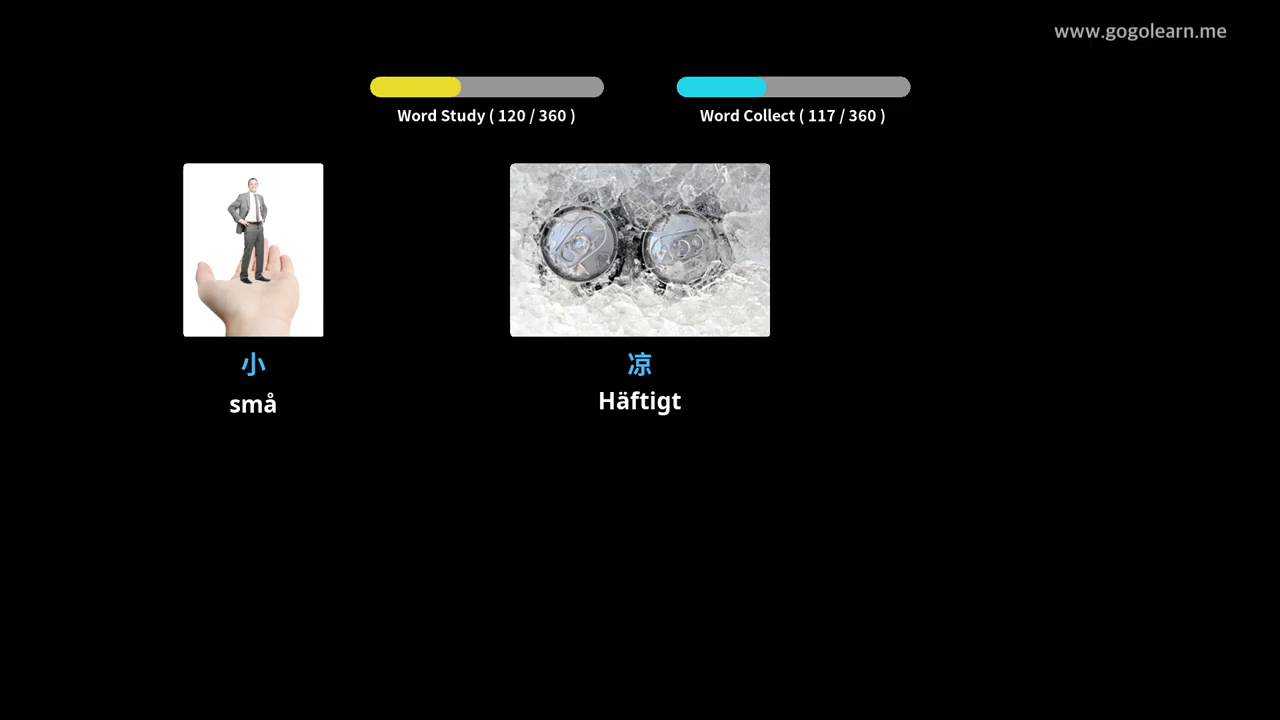 www.gogolearn.me
Word Study ( 120 / 360 )
Word Collect ( 117 / 360 )
小
små
凉
Häftigt